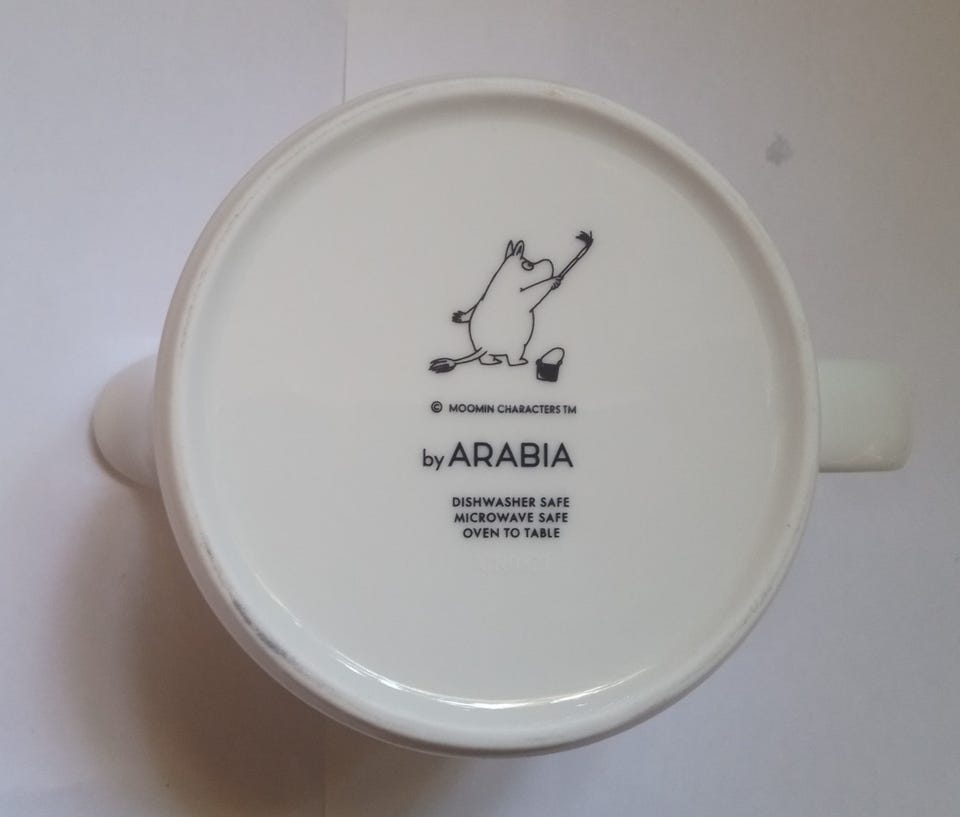 © MOOMIN CHARACTERS TM
by ARABIA
DISHWASHER SAFE
MICROWAVE SAFE
OVEN TO TABLE